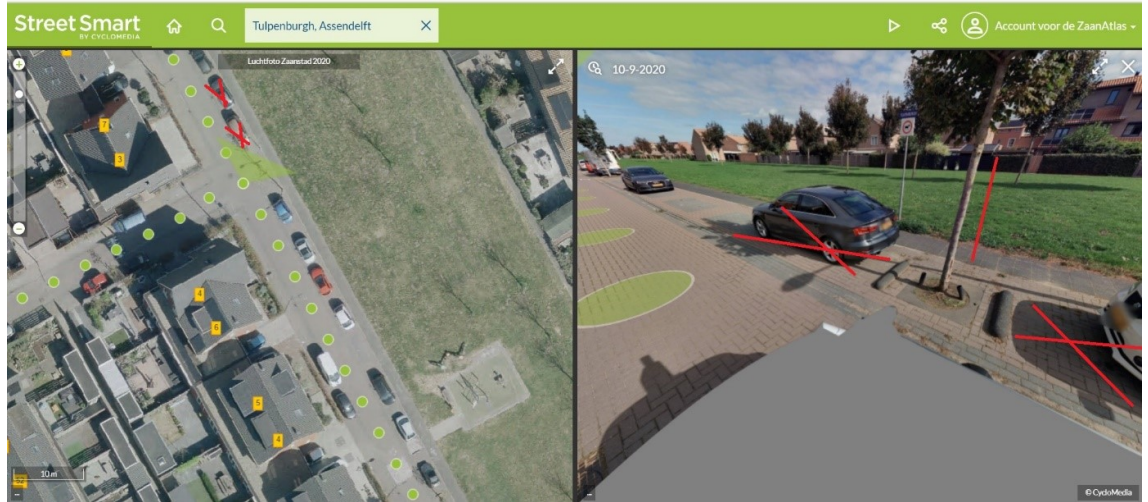 Street Smart
BY CYCLOMEDIA
Tulpenburgh, Assendelft
Account voor de ZaanAtlas
Luchtfoto Zaanstad 2020
7
3
4
6
5
4
10 m
10-9-2020
© CycloMedia